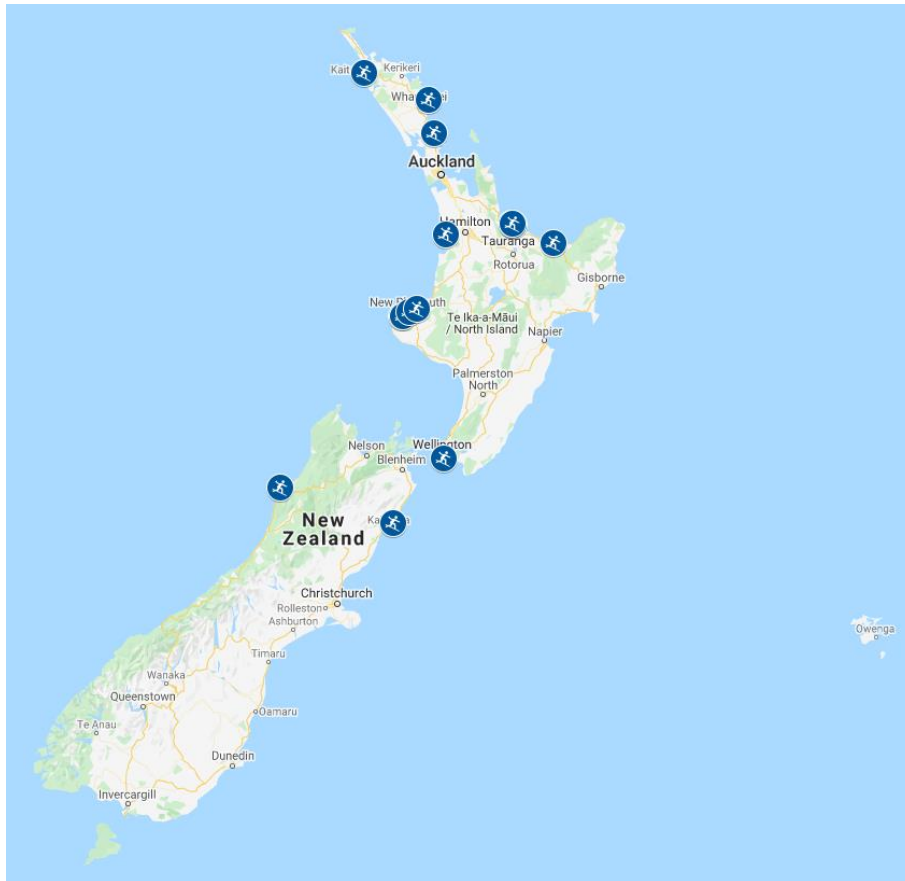 Kerikeri
Auckland
Hamilton
Tauranga
Rotorua
Gisborne
Te Ika-a-Māui
/ North Island
Napier
Palmerston
North
Wellington
Nelson
Blenheim
New
Zealand
Christchurch
Rolleston
Ashburton
Timaru
Owenga
Wanaka
Queenstown
Te Anau
Oamaru
Dunedin
Invercargill